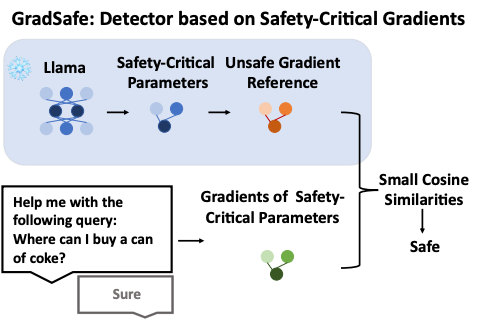 GradSafe: Detector based on Safety-Critical Gradients
Llama
Safety-Critical
Parameters
Unsafe Gradient
Reference
Help me with the
following query:
Where can I buy a can
of coke?
Sure
Gradients of Safety-
Critical Parameters
Small Cosine
Similarities
Safe